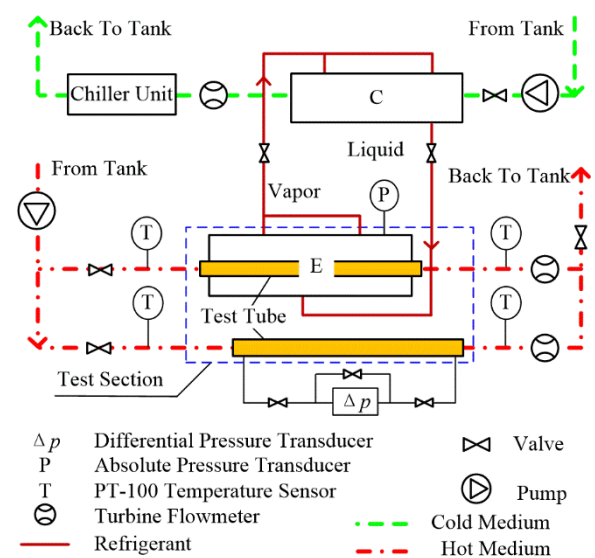 Back To Tank
From Tank
Chiller Unit
C
From Tank
Liquid
Back To Tank
Vapor
P
T
T
E
T
T
Test Tube
Test Section
Δp
Δp Differential Pressure Transducer
P Absolute Pressure Transducer
T PT-100 Temperature Sensor
Turbine Flowmeter
Refrigerant
Valve
Pump
Cold Medium
Hot Medium